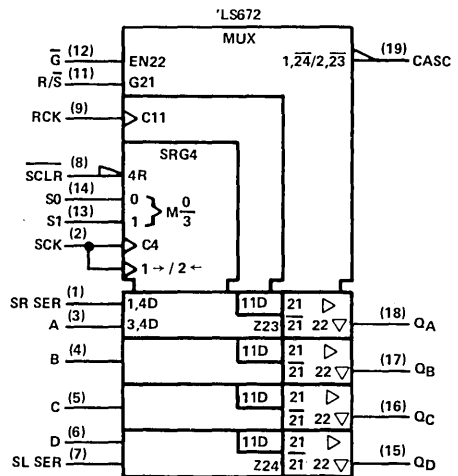 'LS672
MUX
G̅ (12) EN22 1,2̅4̅/2,2̅3̅ (19) CASC
R/S̅ (11) G21
RCK (9) C11
SRG4
S̅C̅L̅R̅ (8) 4R
S0 (14) 0 } M 0/3
S1 (13) 1
SCK (2) C4
1 → / 2 ←
SR SER (1) 1,4D 11D 21 ▷
A (3) 3,4D Z23 2̅1̅ 22 ▽ (18) QA
B (4) 11D 21 ▷
2̅1̅ 22 ▽ (17) QB
C (5) 11D 21 ▷
2̅1̅ 22 ▽ (16) QC
D (6) 11D 21 ▷
SL SER (7) Z24 2̅1̅ 22 ▽ (15) QD